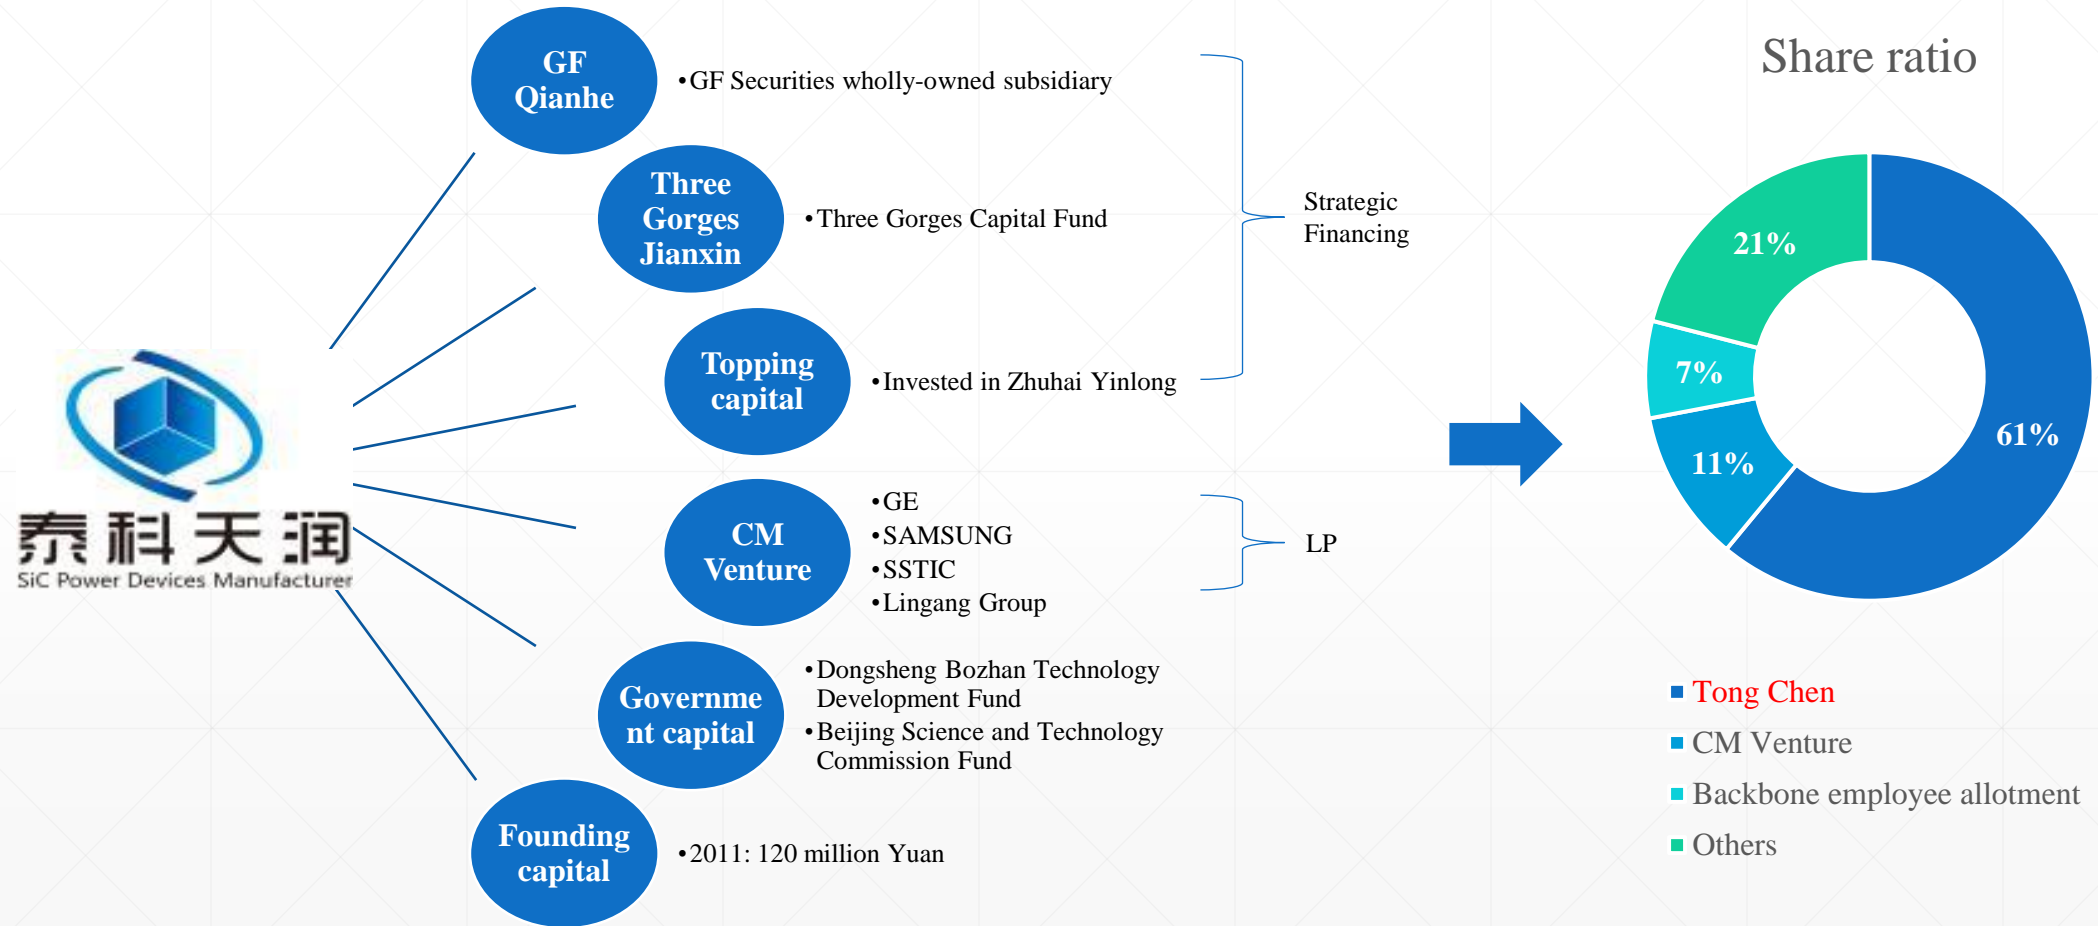 GF
Qianhe
•GF Securities wholly-owned subsidiary
Three
Gorges
Jianxin
•Three Gorges Capital Fund
Topping
capital
•Invested in Zhuhai Yinlong
Strategic
Financing
CM
Venture
•GE
•SAMSUNG
•SSTIC
•Lingang Group
LP
Governme
nt capital
•Dongsheng Bozhan Technology
Development Fund
•Beijing Science and Technology
Commission Fund
Founding
capital
•2011: 120 million Yuan
泰科天润
SiC Power Devices Manufacturer
Share ratio
21%
7%
11%
61%
Tong Chen
CM Venture
Backbone employee allotment
Others